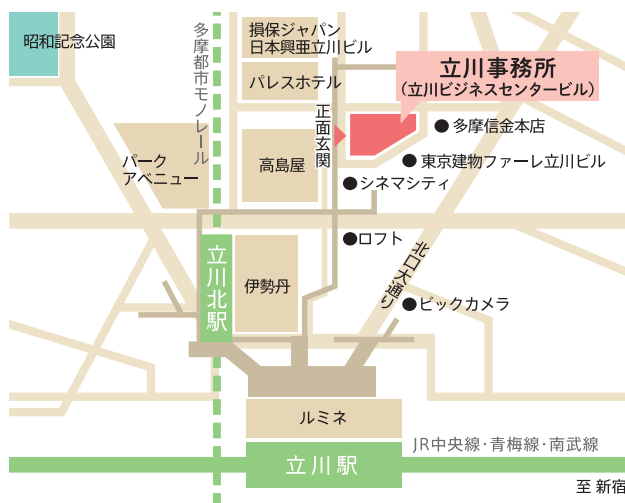 昭和記念公園
多摩都市モノレール
損保ジャパン
日本興亜立川ビル
パレスホテル
立川事務所
(立川ビジネスセンタービル)
正面玄関
多摩信金本店
東京建物ファーレ立川ビル
パーク
アベニュー
高島屋
シネマシティ
ロフト
北口大通り
立川北駅
伊勢丹
ビックカメラ
ルミネ
JR中央線・青梅線・南武線
立川駅
至 新宿